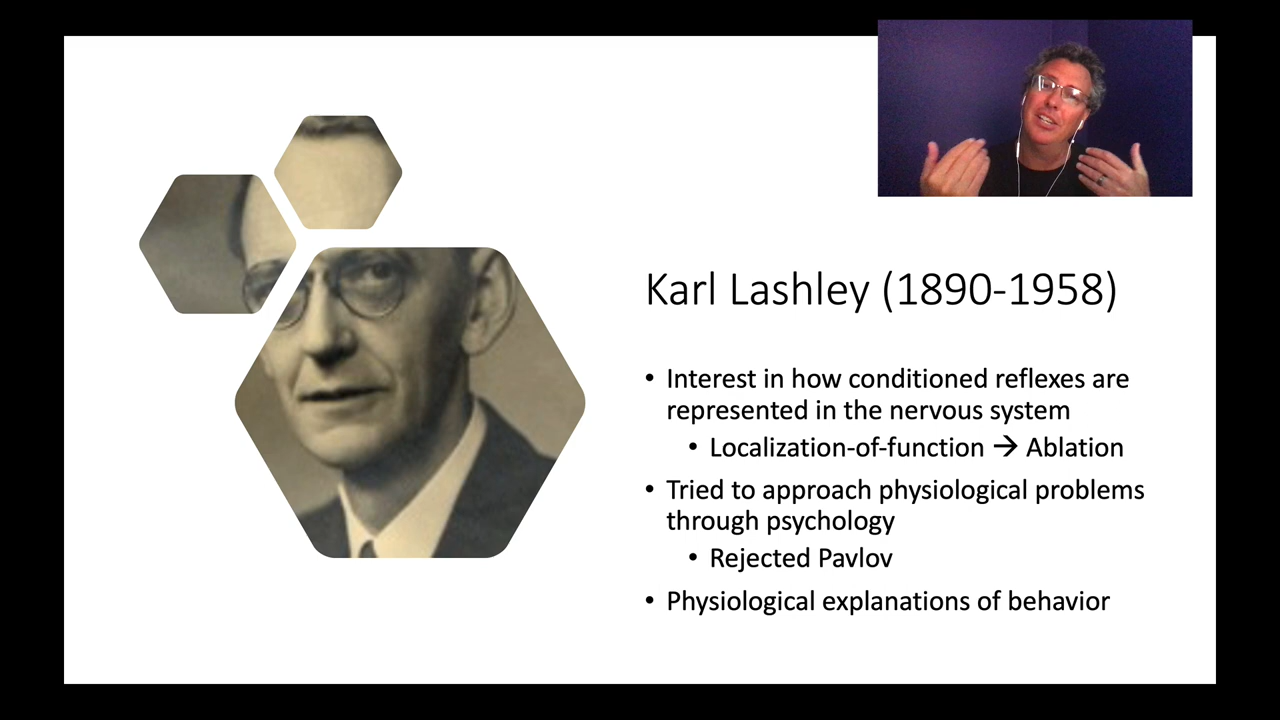 Karl Lashley (1890-1958)
• Interest in how conditioned reflexes are
represented in the nervous system
• Localization-of-function → Ablation
• Tried to approach physiological problems
through psychology
• Rejected Pavlov
• Physiological explanations of behavior